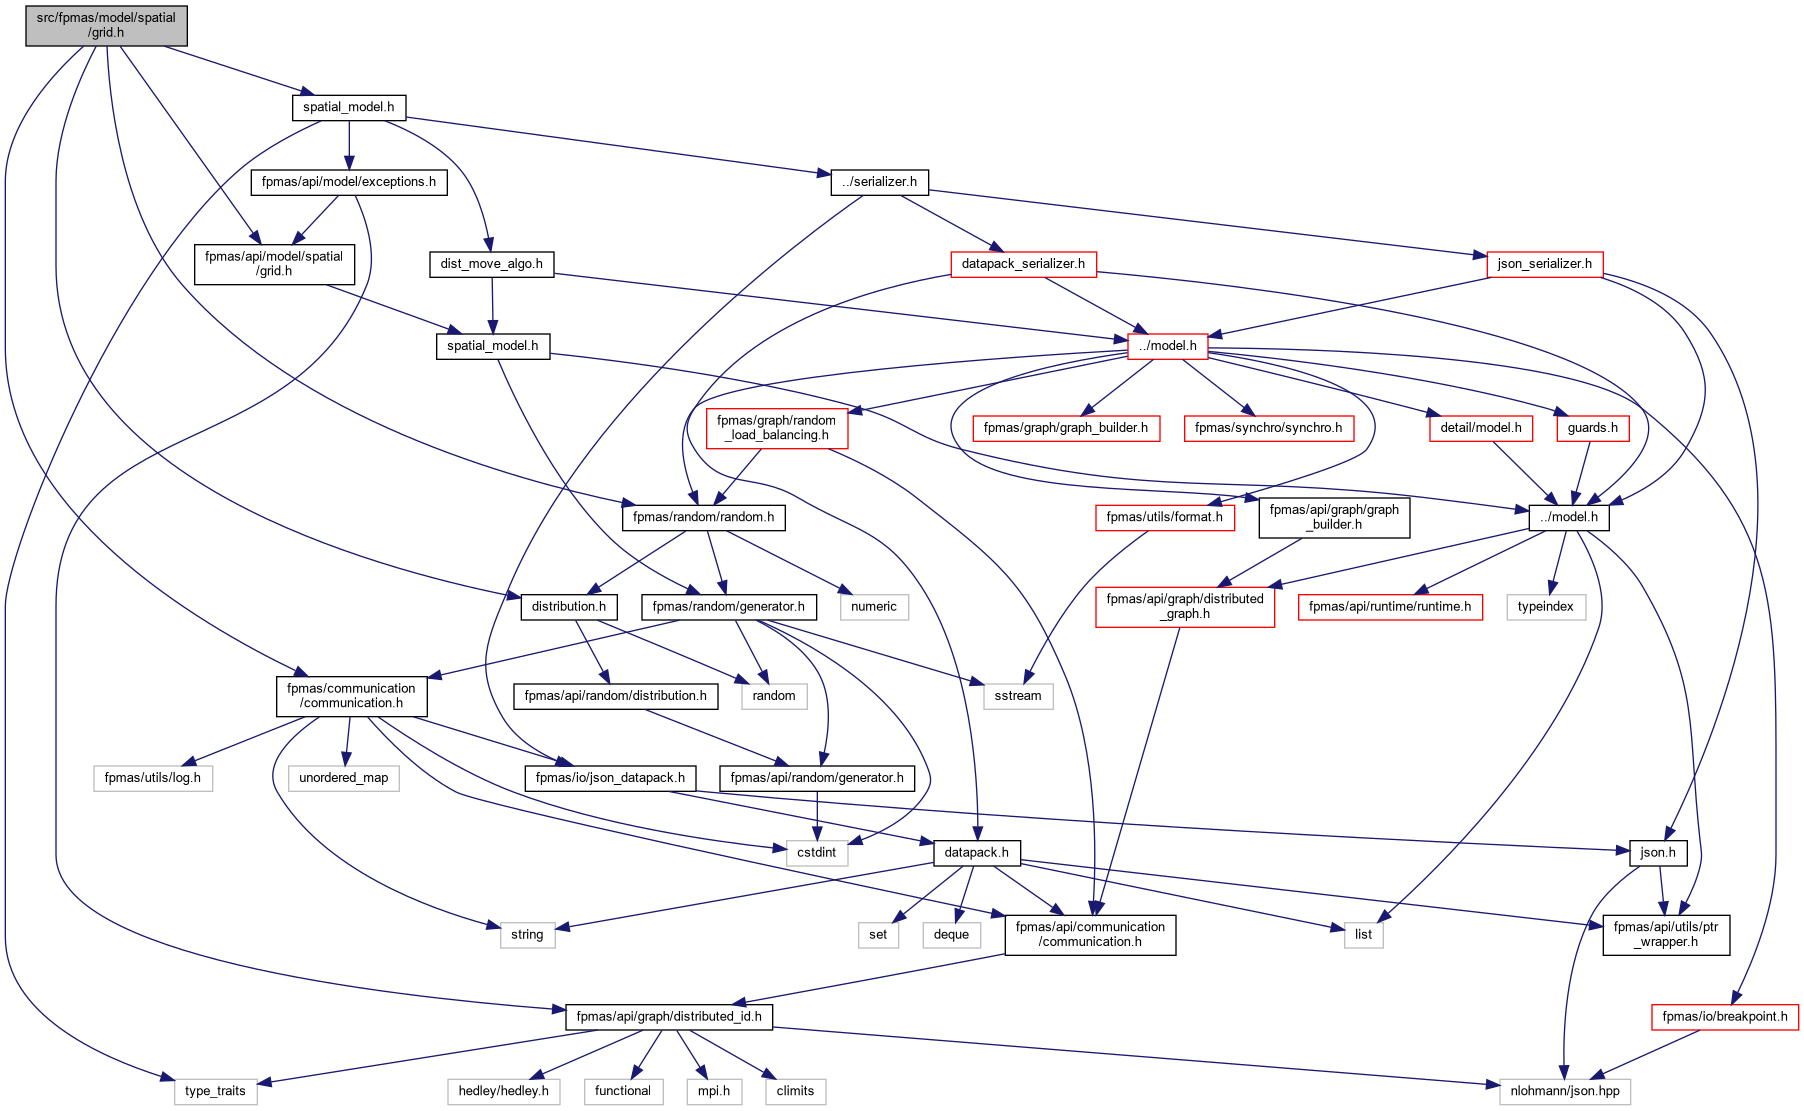 src/fpmas/model/spatial
/grid.h
spatial_model.h
fpmas/api/model/exceptions.h
../serializer.h
fpmas/api/model/spatial
/grid.h
dist_move_algo.h
datapack_serializer.h
json_serializer.h
spatial_model.h
../model.h
fpmas/graph/random
_load_balancing.h
fpmas/graph/graph_builder.h
fpmas/synchro/synchro.h
detail/model.h
guards.h
fpmas/random/random.h
fpmas/utils/format.h
fpmas/api/graph/graph
_builder.h
../model.h
distribution.h
fpmas/random/generator.h
numeric
fpmas/api/graph/distributed
_graph.h
fpmas/api/runtime/runtime.h
typeindex
fpmas/communication
/communication.h
fpmas/api/random/distribution.h
random
sstream
fpmas/utils/log.h
unordered_map
fpmas/io/json_datapack.h
fpmas/api/random/generator.h
cstdint
datapack.h
json.h
string
set
deque
fpmas/api/communication
/communication.h
list
fpmas/api/utils/ptr
_wrapper.h
fpmas/api/graph/distributed_id.h
fpmas/io/breakpoint.h
type_traits
hedley/hedley.h
functional
mpi.h
climits
nlohmann/json.hpp